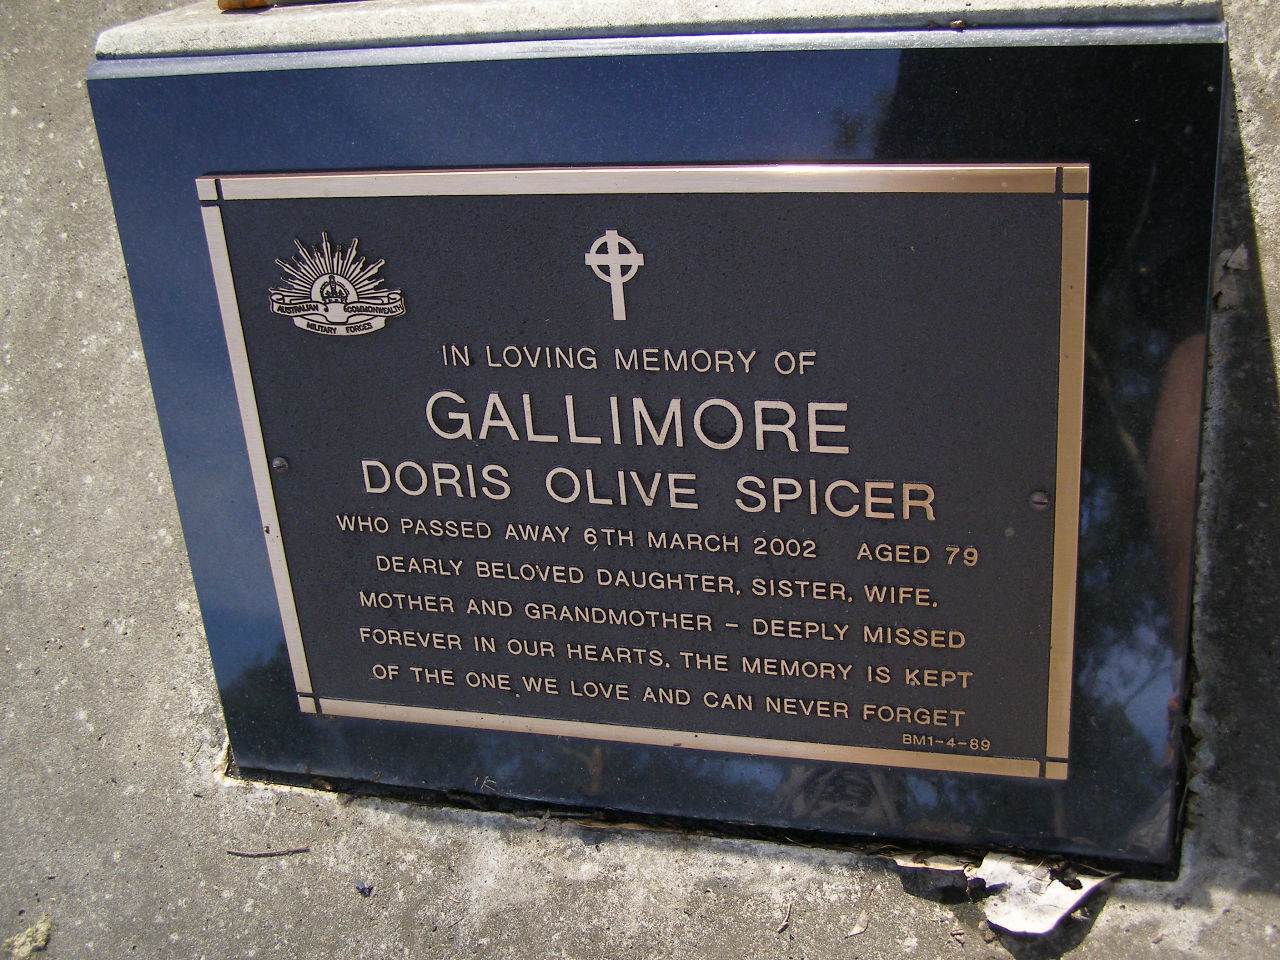 AUSTRALIAN COMMONWEALTH
MILITARY FORCES
IN LOVING MEMORY OF
GALLIMORE
DORIS OLIVE SPICER
WHO PASSED AWAY 6TH MARCH 2002 AGED 79
DEARLY BELOVED DAUGHTER, SISTER, WIFE,
MOTHER AND GRANDMOTHER - DEEPLY MISSED
FOREVER IN OUR HEARTS, THE MEMORY IS KEPT
OF THE ONE WE LOVE AND CAN NEVER FORGET
BM1-4-89